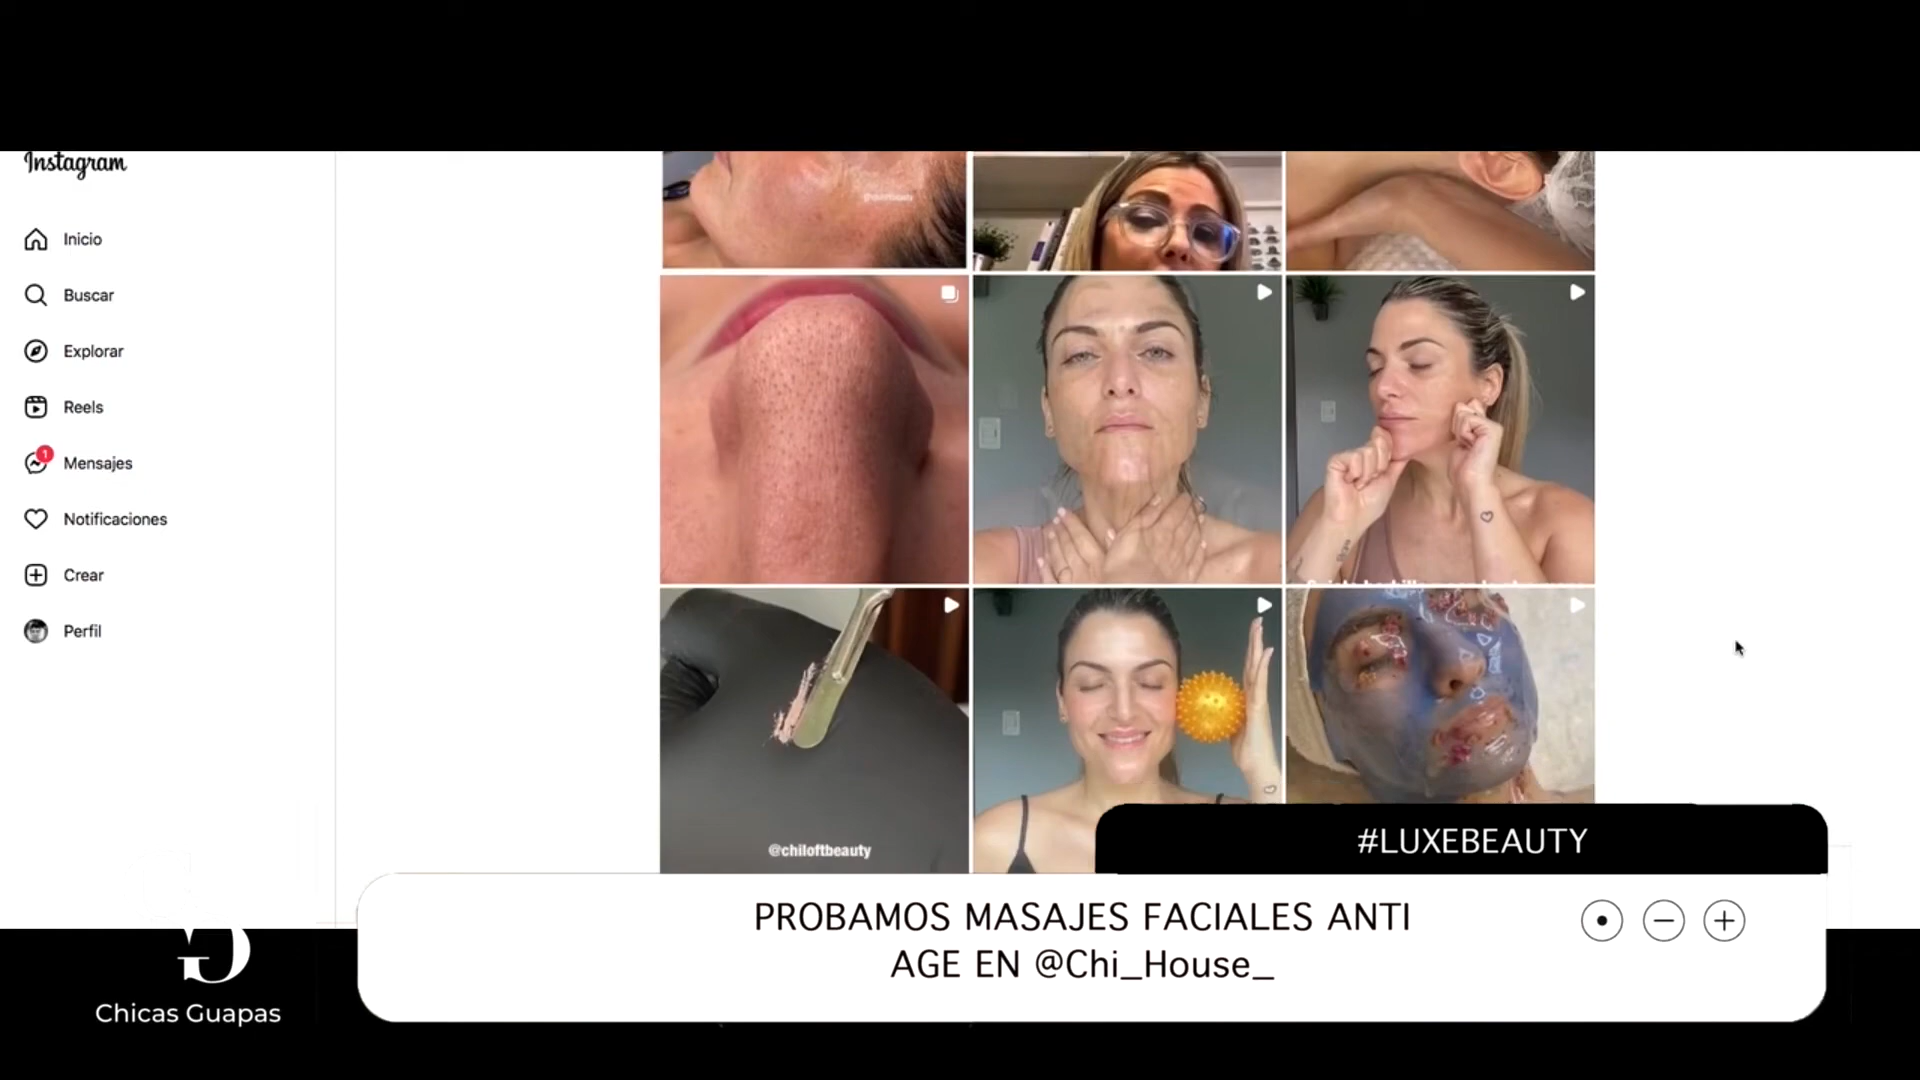 Instagram
Inicio
Buscar
Explorar
Reels
1
Mensajes
Notificaciones
Crear
Perfil
@chiloftbeauty
@chiloftbeauty
#LUXEBEAUTY
PROBAMOS MASAJES FACIALES ANTI
AGE EN @Chi_House_
Chicas Guapas